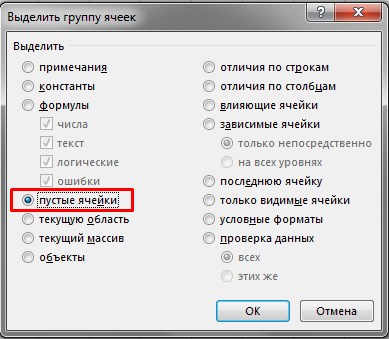 Выделить группу ячеек
?
Выделить
примечания
константы
формулы
числа
текст
логические
ошибки
пустые ячейки
текущую область
текущий массив
объекты
отличия по строкам
отличия по столбцам
влияющие ячейки
зависимые ячейки
только непосредственно
на всех уровнях
последнюю ячейку
только видимые ячейки
условные форматы
проверка данных
всех
этих же
ОК
Отмена